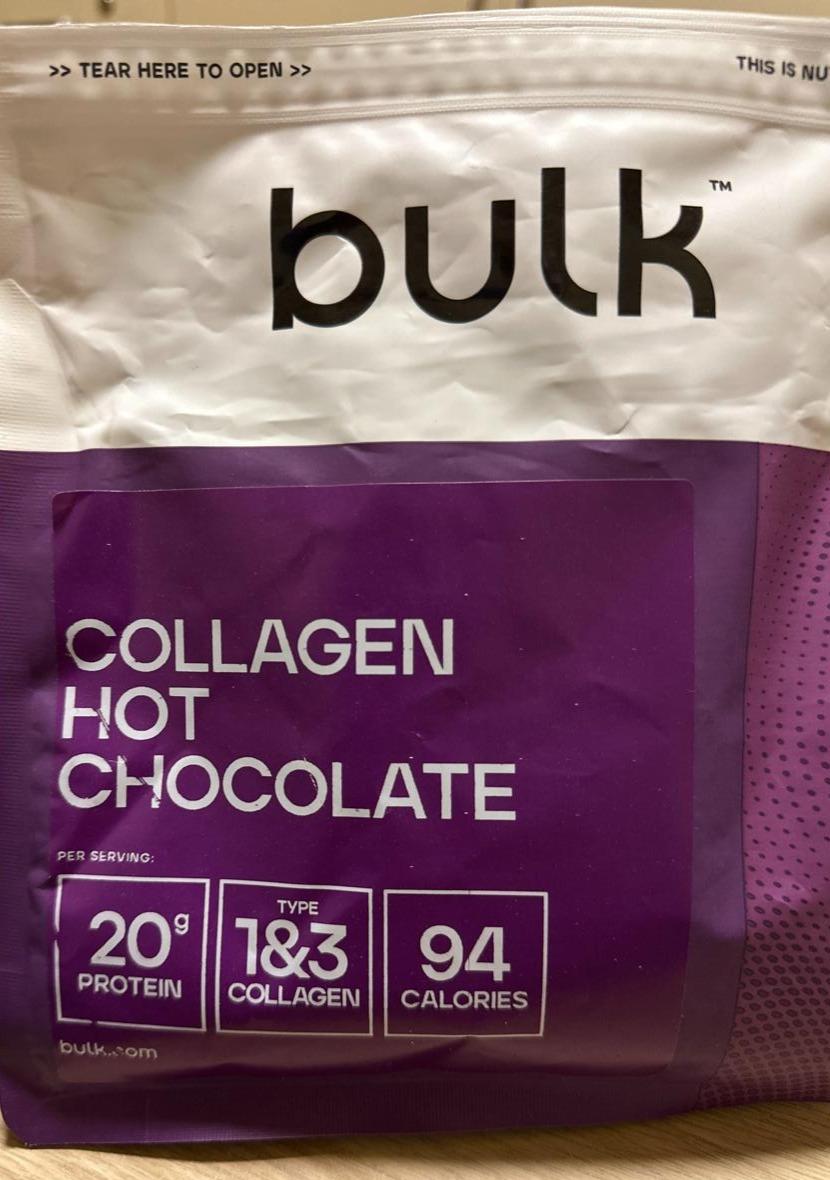 >> TEAR HERE TO OPEN >>
THIS IS
bulk™
COLLAGEN
HOT
CHOCOLATE
PER SERVING:
20g
PROTEIN
TYPE
1&3
COLLAGEN
94
CALORIES
bulk.com